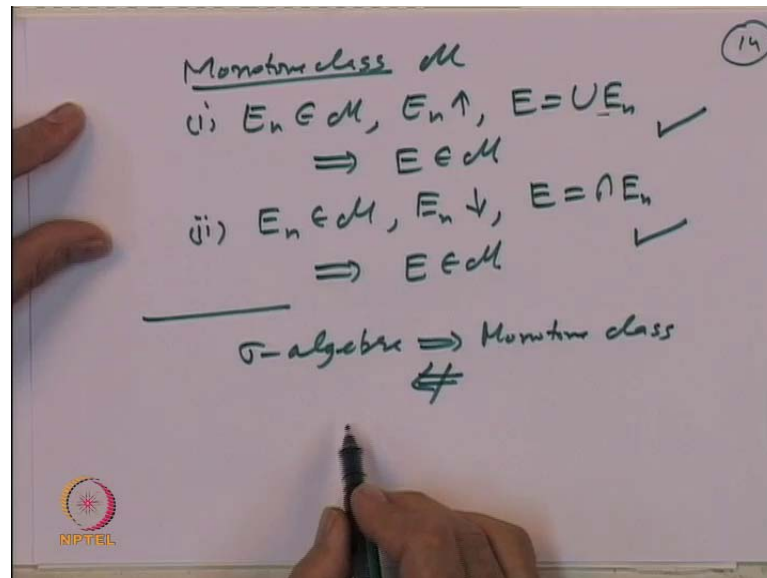 14
Monotone class ℳ
(i) Eₙ ∈ ℳ, Eₙ↑, E = ∪Eₙ ✓
⟹ E ∈ ℳ
(ii) Eₙ ∈ ℳ, Eₙ↓, E = ∩Eₙ ✓
⟹ E ∈ ℳ
σ-algebra ⟹ Monotone class
⟸̸
NPTEL